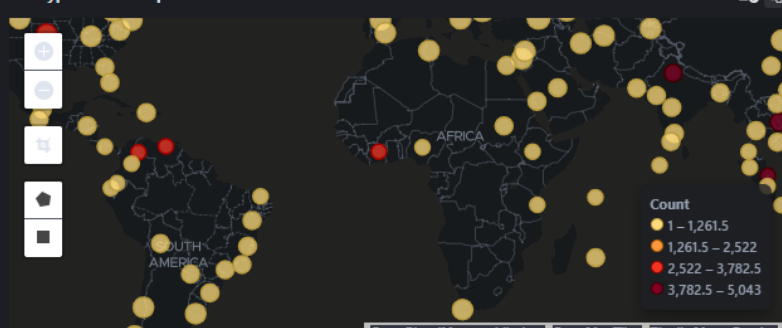 AFRICA
SOUTH
AMERICA
Count
1 – 1,261.5
1,261.5 – 2,522
2,522 – 3,782.5
3,782.5 – 5,043